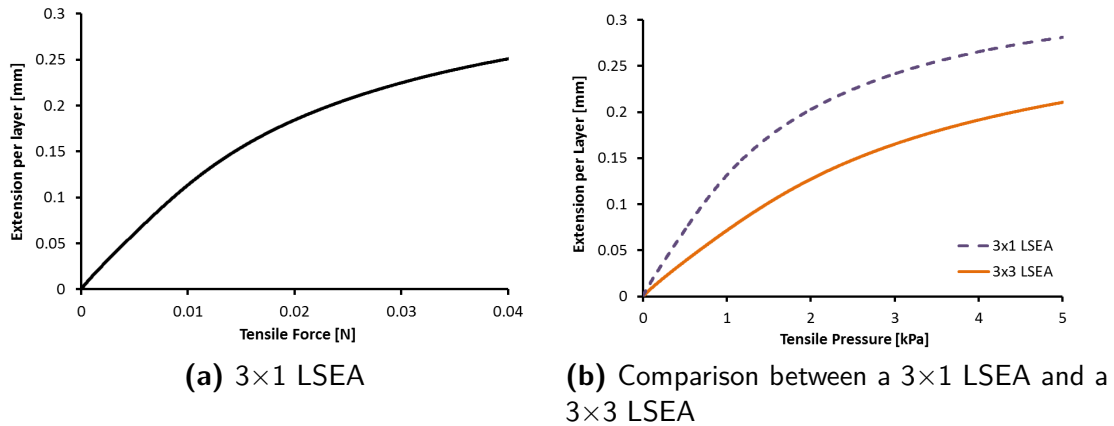 0.3
0.25
0.2
0.15
0.1
0.05
0
Extension per layer [mm]
0
0.01
0.02
0.03
0.04
Tensile Force [N]
(a) 3×1 LSEA
0.3
0.25
0.2
0.15
0.1
0.05
0
Extension per Layer [mm]
3x1 LSEA
3x3 LSEA
0
1
2
3
4
5
Tensile Pressure [kPa]
(b) Comparison between a 3×1 LSEA and a
3×3 LSEA